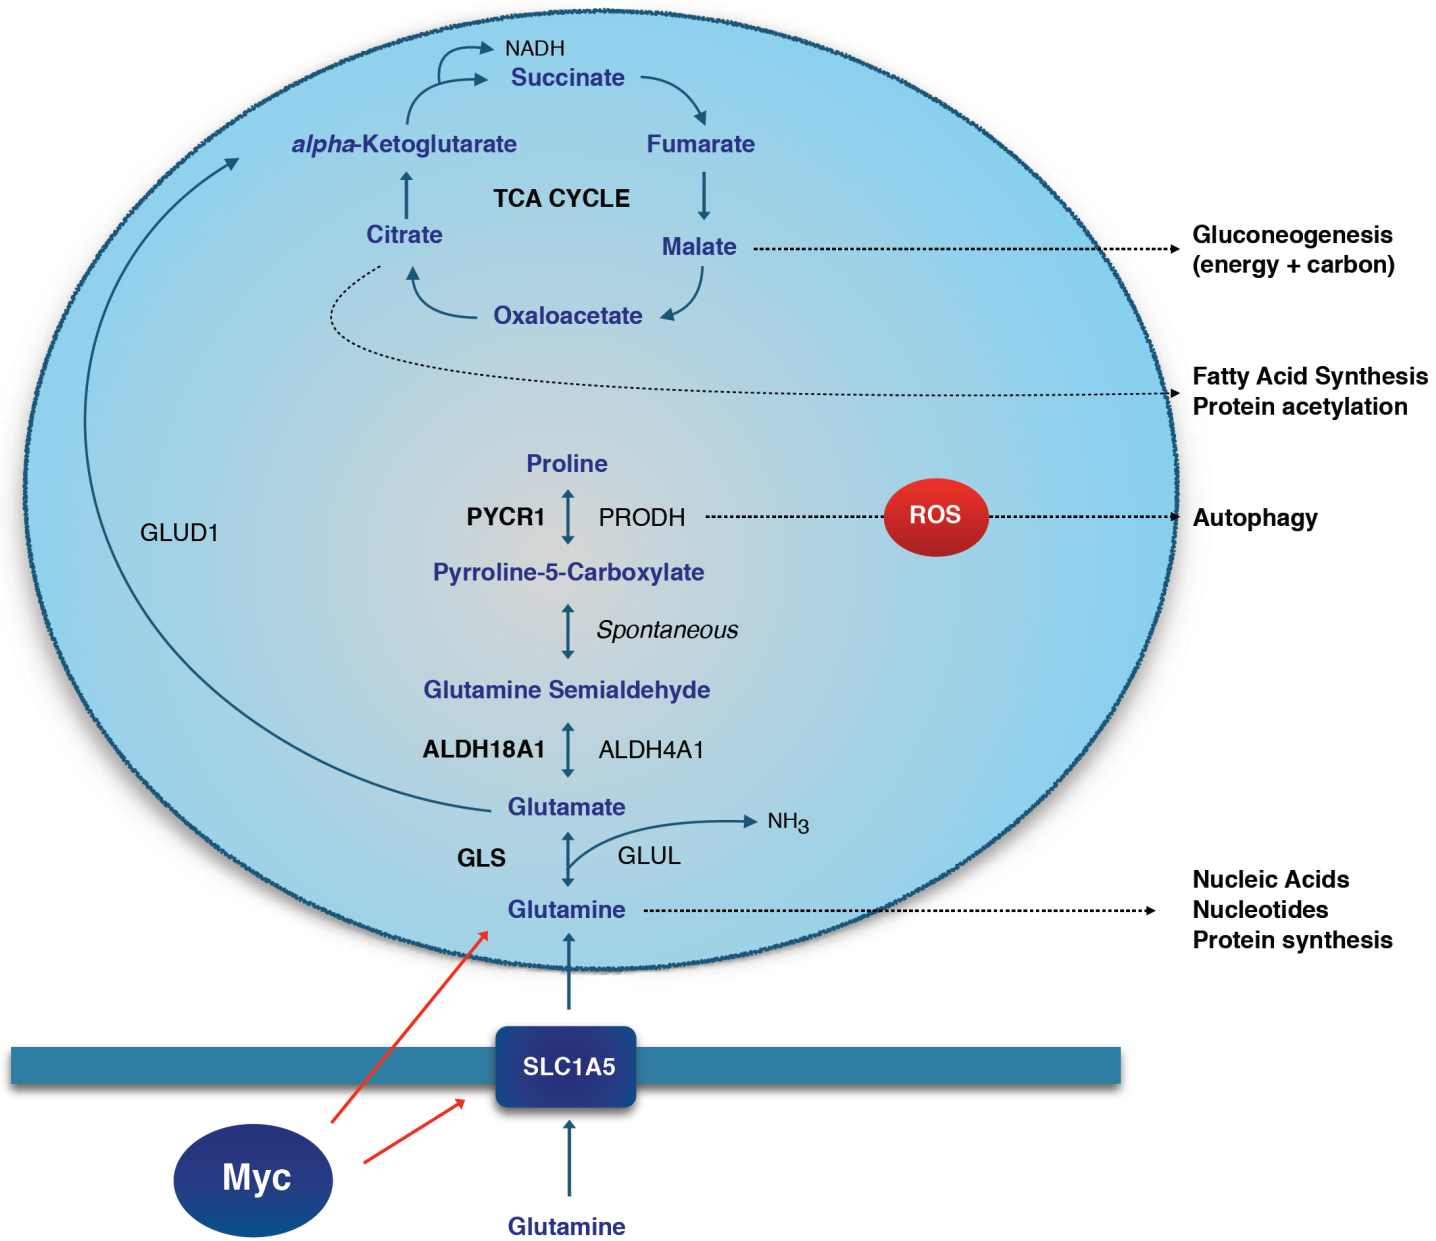 NADH
Succinate
alpha-Ketoglutarate
Fumarate
TCA CYCLE
Citrate
Malate
Gluconeogenesis
(energy + carbon)
Oxaloacetate
Fatty Acid Synthesis
Protein acetylation
Proline
PYCR1
PRODH
ROS
Autophagy
GLUD1
Pyrroline-5-Carboxylate
Spontaneous
Glutamine Semialdehyde
ALDH18A1
ALDH4A1
Glutamate
NH3
GLS
GLUL
Glutamine
Nucleic Acids
Nucleotides
Protein synthesis
SLC1A5
Myc
Glutamine